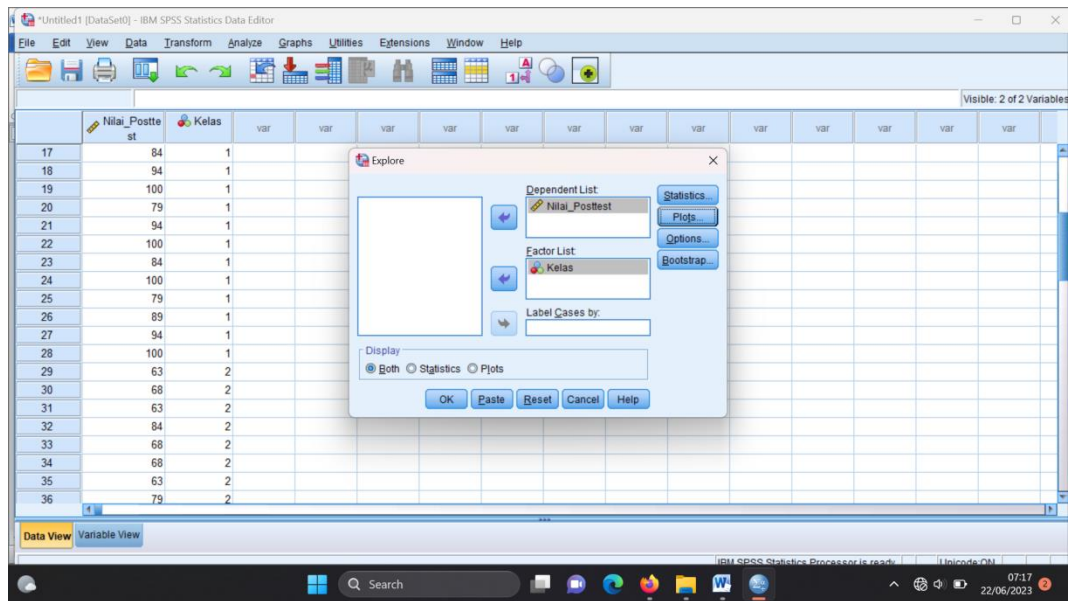 *Untitled1 [DataSet0] - IBM SPSS Statistics Data Editor
File Edit View Data Transform Analyze Graphs Utilities Extensions Window Help
Visible: 2 of 2 Variables
Nilai_Postte
st
Kelas var var var var var var var var var var var var var
17 84 1
18 94 1
19 100 1
20 79 1
21 94 1
22 100 1
23 84 1
24 100 1
25 79 1
26 89 1
27 94 1
28 100 1
29 63 2
30 68 2
31 63 2
32 84 2
33 68 2
34 68 2
35 63 2
36 79 2
Explore
Dependent List:
Nilai_Posttest
Factor List:
Kelas
Label Cases by:
Statistics...
Plots...
Options...
Bootstrap...
Display
Both Statistics Plots
OK Paste Reset Cancel Help
Data View Variable View
IBM SPSS Statistics Processor is ready Unicode:ON
Search
07:17
22/06/2023
2